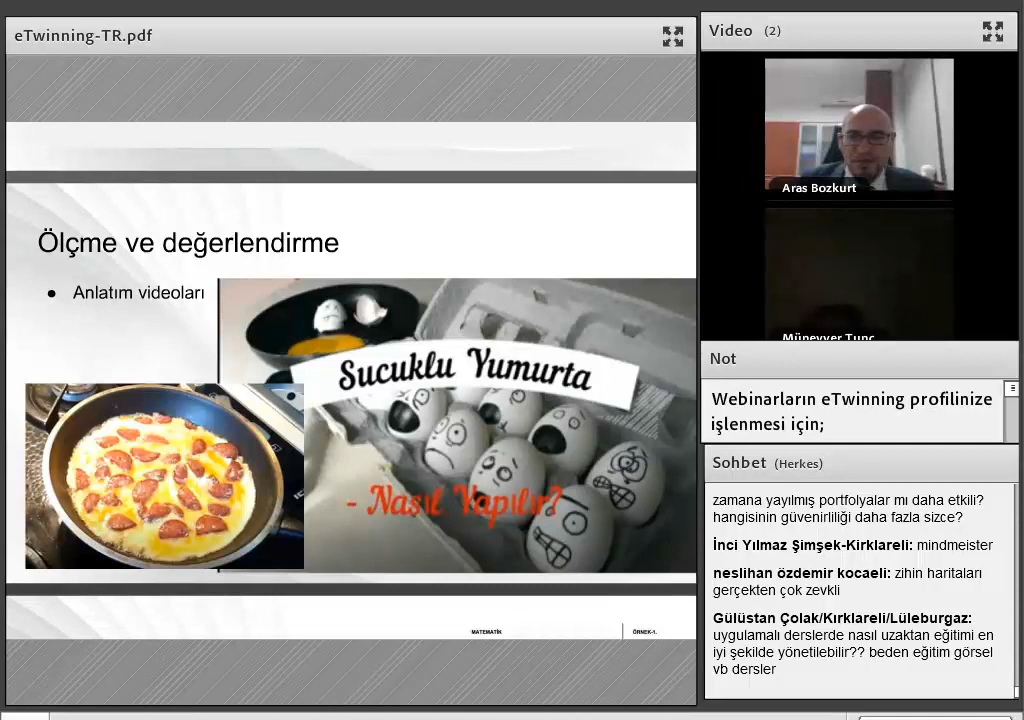 eTwinning-TR.pdf
Ölçme ve değerlendirme
● Anlatım videoları
Sucuklu Yumurta
- Nasıl Yapılır?
MATEMATİK
ÖRNEK-1.
Video (2)
Aras Bozkurt
Münevver Tunç
Not
Webinarların eTwinning profilinize
işlenmesi için;
Sohbet (Herkes)
zamana yayılmış portfolyalar mı daha etkili?
hangisinin güvenirliliği daha fazla sizce?
İnci Yılmaz Şimşek-Kirklareli: mindmeister
neslihan özdemir kocaeli: zihin haritaları
gerçekten çok zevkli
Gülüstan Çolak/Kırklareli/Lüleburgaz:
uygulamalı derslerde nasıl uzaktan eğitimi en
iyi şekilde yönetilebilir?? beden eğitim görsel
vb dersler